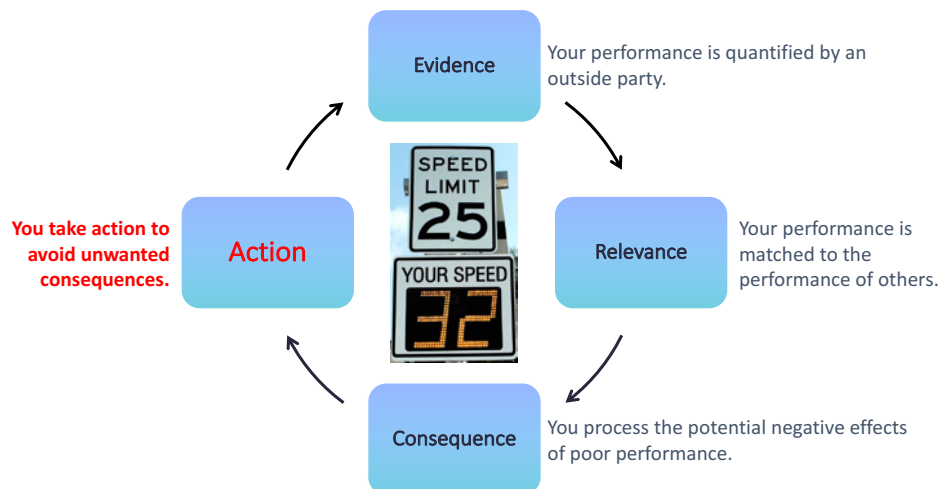 Evidence
Your performance is quantified by an
outside party.
SPEED
LIMIT
25
YOUR SPEED
32
You take action to
avoid unwanted
consequences.
Action
Relevance
Your performance is
matched to the
performance of others.
Consequence
You process the potential negative effects
of poor performance.